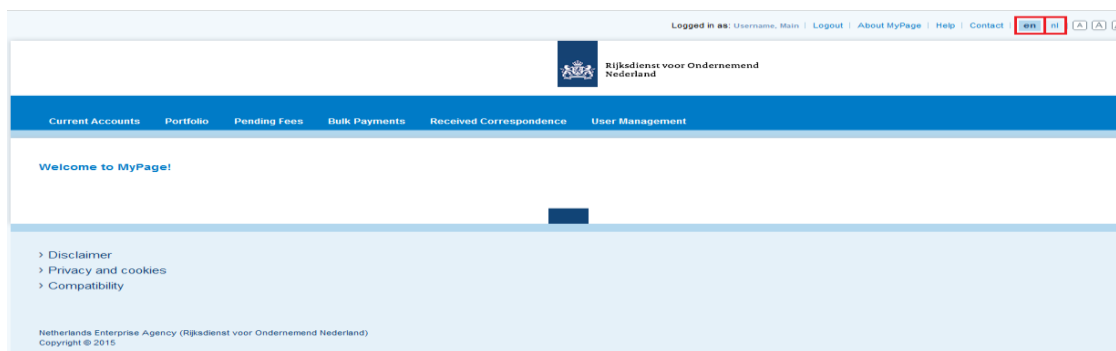 Logged in as: Username, Main | Logout | About MyPage | Help | Contact | en nl A A
Rijksdienst voor Ondernemend
Nederland
Current Accounts Portfolio Pending Fees Bulk Payments Received Correspondence User Management
Welcome to MyPage!
› Disclaimer
› Privacy and cookies
› Compatibility
Netherlands Enterprise Agency (Rijksdienst voor Ondernemend Nederland)
Copyright © 2015